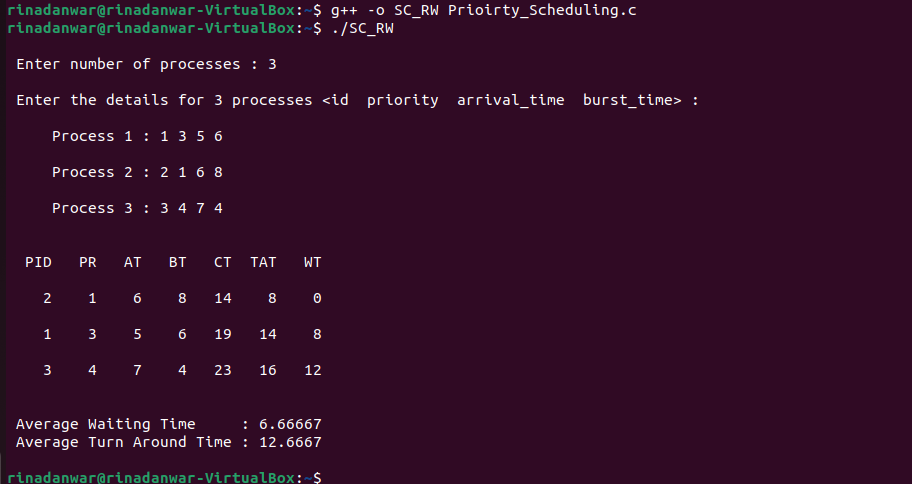 rinadanwar@rinadanwar-VirtualBox:~$ g++ -o SC_RW Prioirty_Scheduling.c
rinadanwar@rinadanwar-VirtualBox:~$ ./SC_RW
Enter number of processes : 3
Enter the details for 3 processes <id  priority  arrival_time  burst_time> :
Process 1 : 1 3 5 6
Process 2 : 2 1 6 8
Process 3 : 3 4 7 4
PID   PR   AT   BT   CT  TAT   WT
2    1    6    8   14    8    0
1    3    5    6   19   14    8
3    4    7    4   23   16   12
Average Waiting Time     : 6.66667
Average Turn Around Time : 12.6667
rinadanwar@rinadanwar-VirtualBox:~$